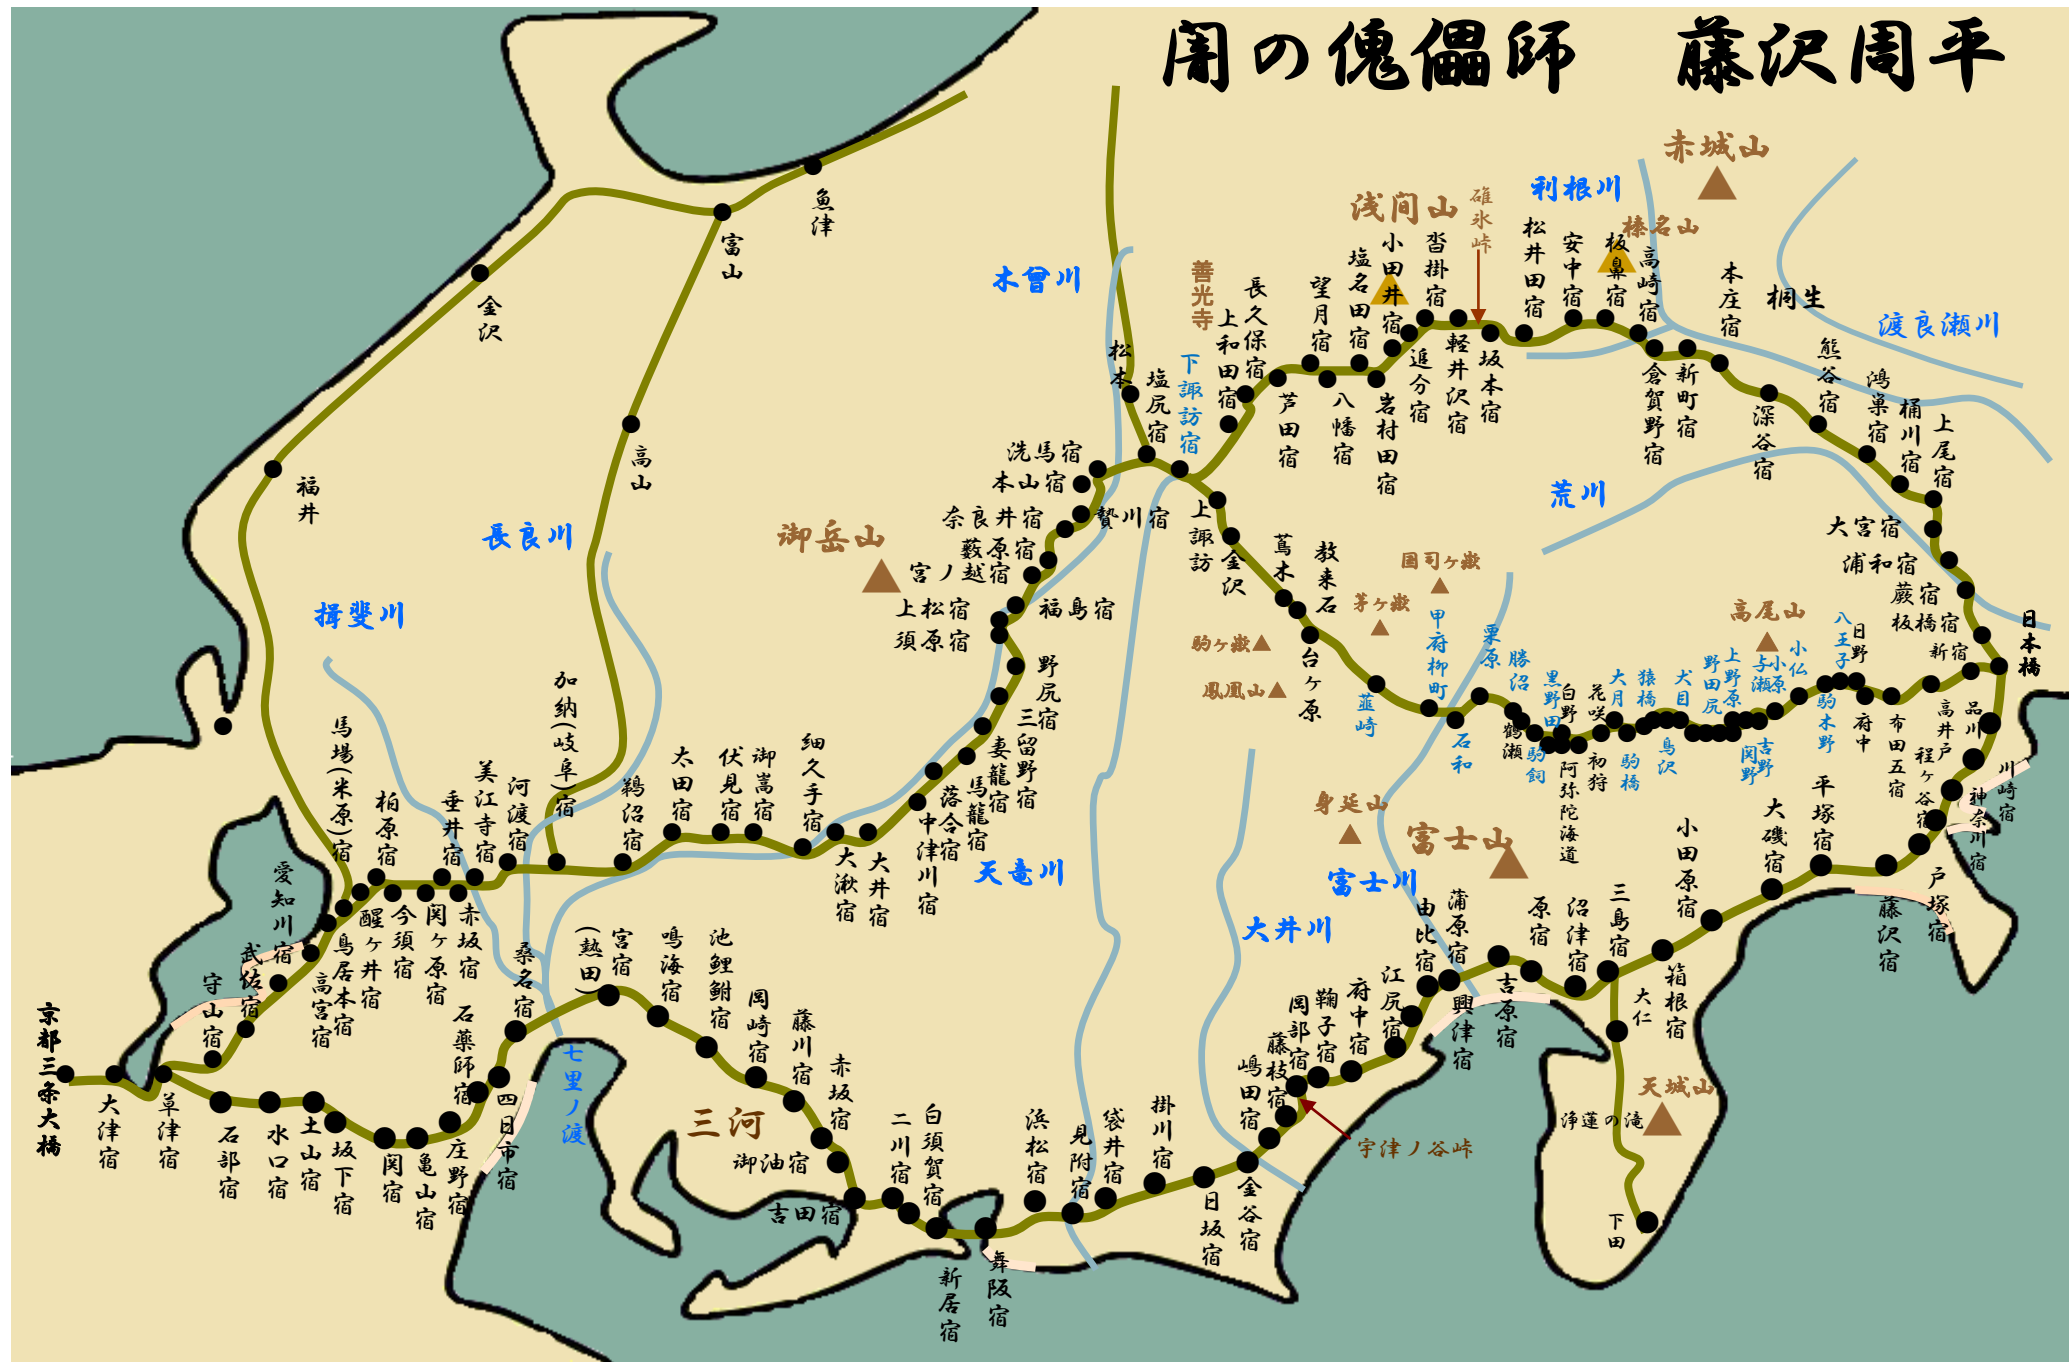 闇の傀儡師　藤沢周平
赤城山
利根川
浅間山
碓氷峠
榛名山
魚津
富山
金沢
木曾川
善光寺
長久保宿
上和田宿
望月宿
塩名田宿
小田井宿
沓掛宿
松井田宿
安中宿
板鼻宿
高崎宿
本庄宿
桐生
渡良瀬川
松本
塩尻宿
下諏訪宿
芦田宿
八幡宿
岩村田宿
追分宿
軽井沢宿
坂本宿
倉賀野宿
新町宿
深谷宿
熊谷宿
鴻巣宿
桶川宿
上尾宿
高山
福井
洗馬宿
本山宿
奈良井宿
贄川宿
藪原宿
宮ノ越宿
上松宿
福島宿
須原宿
長良川
御岳山
荒川
大宮宿
浦和宿
蕨宿
板橋宿
日本橋
上諏訪
金沢
蔦木
教来石
国司ヶ嶽
茅ヶ嶽
駒ヶ嶽
鳳凰山
台ヶ原
韮崎
甲府柳町
石和
栗原
勝沼
鶴瀬
駒飼
黒野田
白野
阿弥陀海道
花咲
初狩
大月
駒橋
猿橋
鳥沢
犬目
野田尻
上野原
関野
与瀬
吉野
小原
高尾山
小仏
駒木野
八王子
日野
府中
布田五宿
高井戸
新宿
品川
川崎宿
神奈川宿
程ヶ谷宿
戸塚宿
藤沢宿
平塚宿
大磯宿
小田原宿
箱根宿
三島宿
沼津宿
原宿
吉原宿
蒲原宿
由比宿
興津宿
江尻宿
府中宿
鞠子宿
岡部宿
藤枝宿
嶋田宿
金谷宿
日坂宿
掛川宿
袋井宿
見附宿
浜松宿
舞阪宿
新居宿
白須賀宿
二川宿
吉田宿
御油宿
赤坂宿
藤川宿
岡崎宿
池鯉鮒宿
鳴海宿
宮宿
(熱田)
桑名宿
七里ノ渡
四日市宿
石薬師宿
庄野宿
亀山宿
関宿
坂下宿
土山宿
水口宿
石部宿
草津宿
大津宿
京都三条大橋
守山宿
武佐宿
愛知川宿
高宮宿
鳥居本宿
馬場(米原)宿
醒ヶ井宿
柏原宿
今須宿
関ヶ原宿
垂井宿
赤坂宿
美江寺宿
河渡宿
加納(岐阜)宿
鵜沼宿
太田宿
伏見宿
御嵩宿
細久手宿
大湫宿
大井宿
中津川宿
落合宿
馬籠宿
妻籠宿
三留野宿
野尻宿
揖斐川
天竜川
大井川
富士川
身延山
富士山
三河
宇津ノ谷峠
大仁
天城山
浄蓮の滝
下田